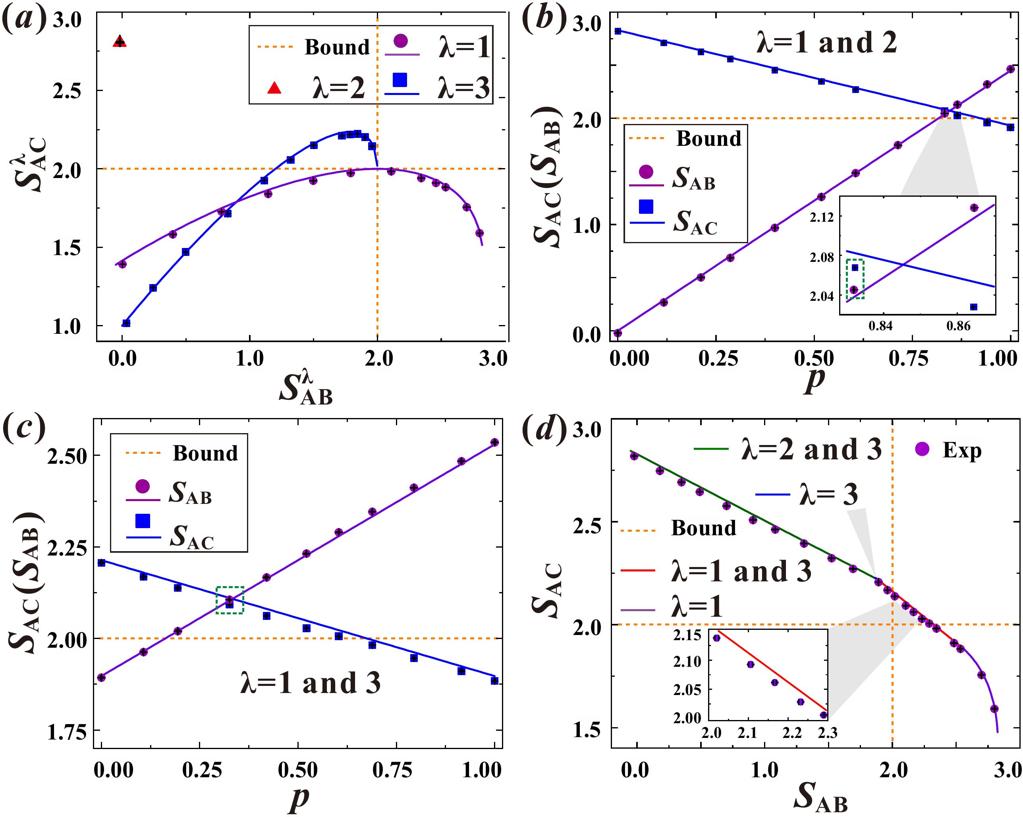 (a)
3.0
2.5
2.0
1.5
1.0
S^λ_AC
Bound
λ=1
λ=2
λ=3
0.0
1.0
2.0
3.0
S^λ_AB
(b)
3.0
2.0
1.0
0.0
S_AC(S_AB)
λ=1 and 2
Bound
S_AB
S_AC
2.12
2.08
2.04
0.84
0.86
0.00
0.25
0.50
0.75
1.00
p
(c)
2.50
2.25
2.00
1.75
S_AC(S_AB)
Bound
S_AB
S_AC
λ=1 and 3
0.00
0.25
0.50
0.75
1.00
p
(d)
3.0
2.5
2.0
1.5
S_AC
λ=2 and 3
Exp
λ= 3
Bound
λ=1 and 3
λ=1
2.15
2.10
2.05
2.00
2.0
2.1
2.2
2.3
0.0
1.0
2.0
3.0
S_AB